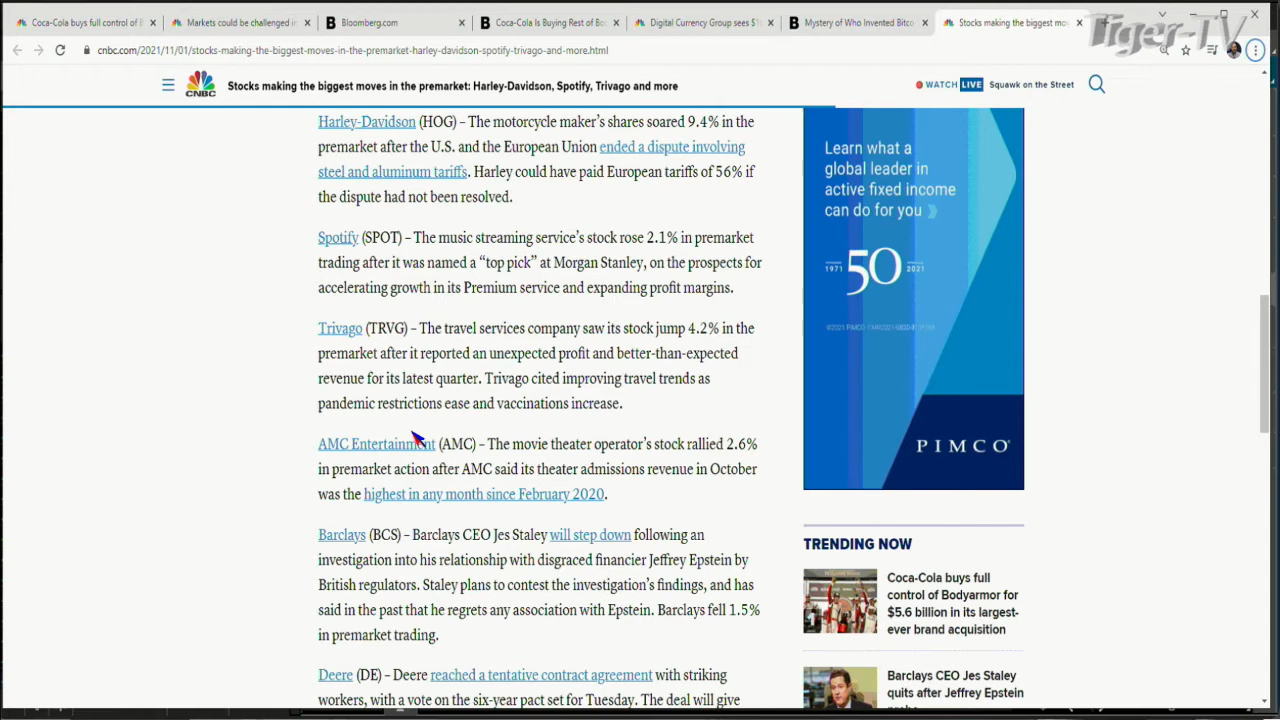 Coca-Cola buys full control of B
Markets could be challenged in
Bloomberg.com
Coca-Cola Is Buying Rest of Bo
Digital Currency Group sees $1
Mystery of Who Invented Bitco
Stocks making the biggest mov
Tiger-TV
cnbc.com/2021/11/01/stocks-making-the-biggest-moves-in-the-premarket-harley-davidson-spotify-trivago-and-more.html
CNBC
Stocks making the biggest moves in the premarket: Harley-Davidson, Spotify, Trivago and more
WATCH LIVE Squawk on the Street
Harley-Davidson (HOG) – The motorcycle maker's shares soared 9.4% in the
premarket after the U.S. and the European Union ended a dispute involving
steel and aluminum tariffs. Harley could have paid European tariffs of 56% if
the dispute had not been resolved.
Spotify (SPOT) – The music streaming service's stock rose 2.1% in premarket
trading after it was named a “top pick” at Morgan Stanley, on the prospects for
accelerating growth in its Premium service and expanding profit margins.
Trivago (TRVG) – The travel services company saw its stock jump 4.2% in the
premarket after it reported an unexpected profit and better-than-expected
revenue for its latest quarter. Trivago cited improving travel trends as
pandemic restrictions ease and vaccinations increase.
AMC Entertainment (AMC) – The movie theater operator's stock rallied 2.6%
in premarket action after AMC said its theater admissions revenue in October
was the highest in any month since February 2020.
Barclays (BCS) – Barclays CEO Jes Staley will step down following an
investigation into his relationship with disgraced financier Jeffrey Epstein by
British regulators. Staley plans to contest the investigation's findings, and has
said in the past that he regrets any association with Epstein. Barclays fell 1.5%
in premarket trading.
Deere (DE) – Deere reached a tentative contract agreement with striking
workers, with a vote on the six-year pact set for Tuesday. The deal will give
Learn what a
global leader in
active fixed income
can do for you
1971 50 2021
PIMCO
TRENDING NOW
Coca-Cola buys full
control of Bodyarmor for
$5.6 billion in its largest-
ever brand acquisition
Barclays CEO Jes Staley
quits after Jeffrey Epstein